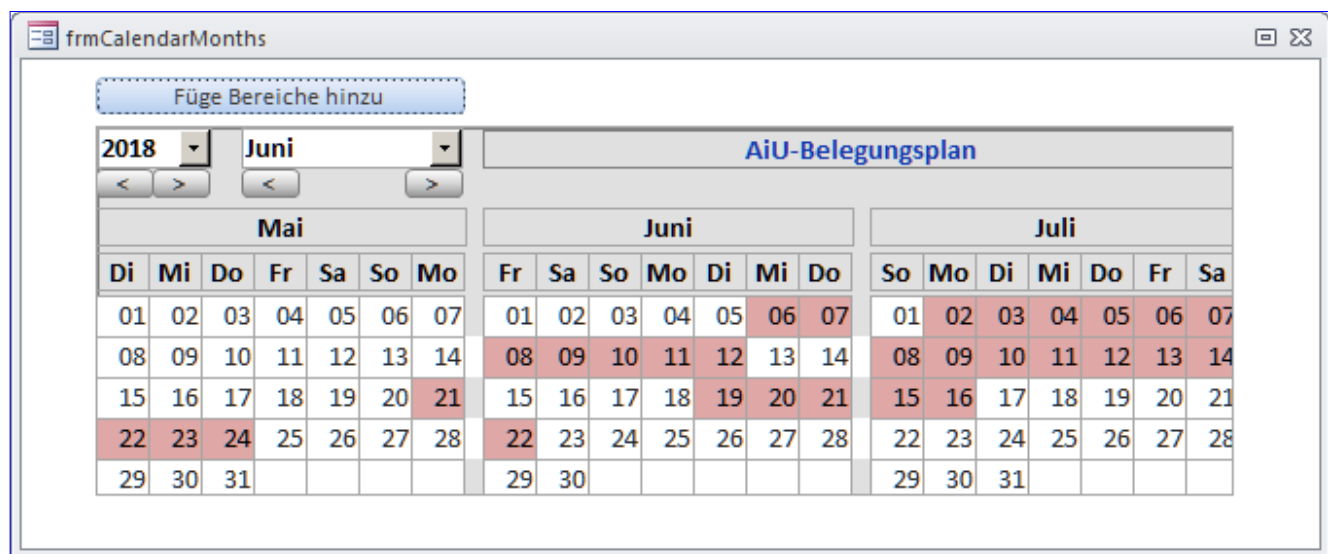 frmCalendarMonths
Füge Bereiche hinzu
2018 Juni AiU-Belegungsplan
< > < >
Mai Juni Juli
Di Mi Do Fr Sa So Mo Fr Sa So Mo Di Mi Do So Mo Di Mi Do Fr Sa
01 02 03 04 05 06 07 01 02 03 04 05 06 07 01 02 03 04 05 06 07
08 09 10 11 12 13 14 08 09 10 11 12 13 14 08 09 10 11 12 13 14
15 16 17 18 19 20 21 15 16 17 18 19 20 21 15 16 17 18 19 20 21
22 23 24 25 26 27 28 22 23 24 25 26 27 28 22 23 24 25 26 27 28
29 30 31 29 30 29 30 31